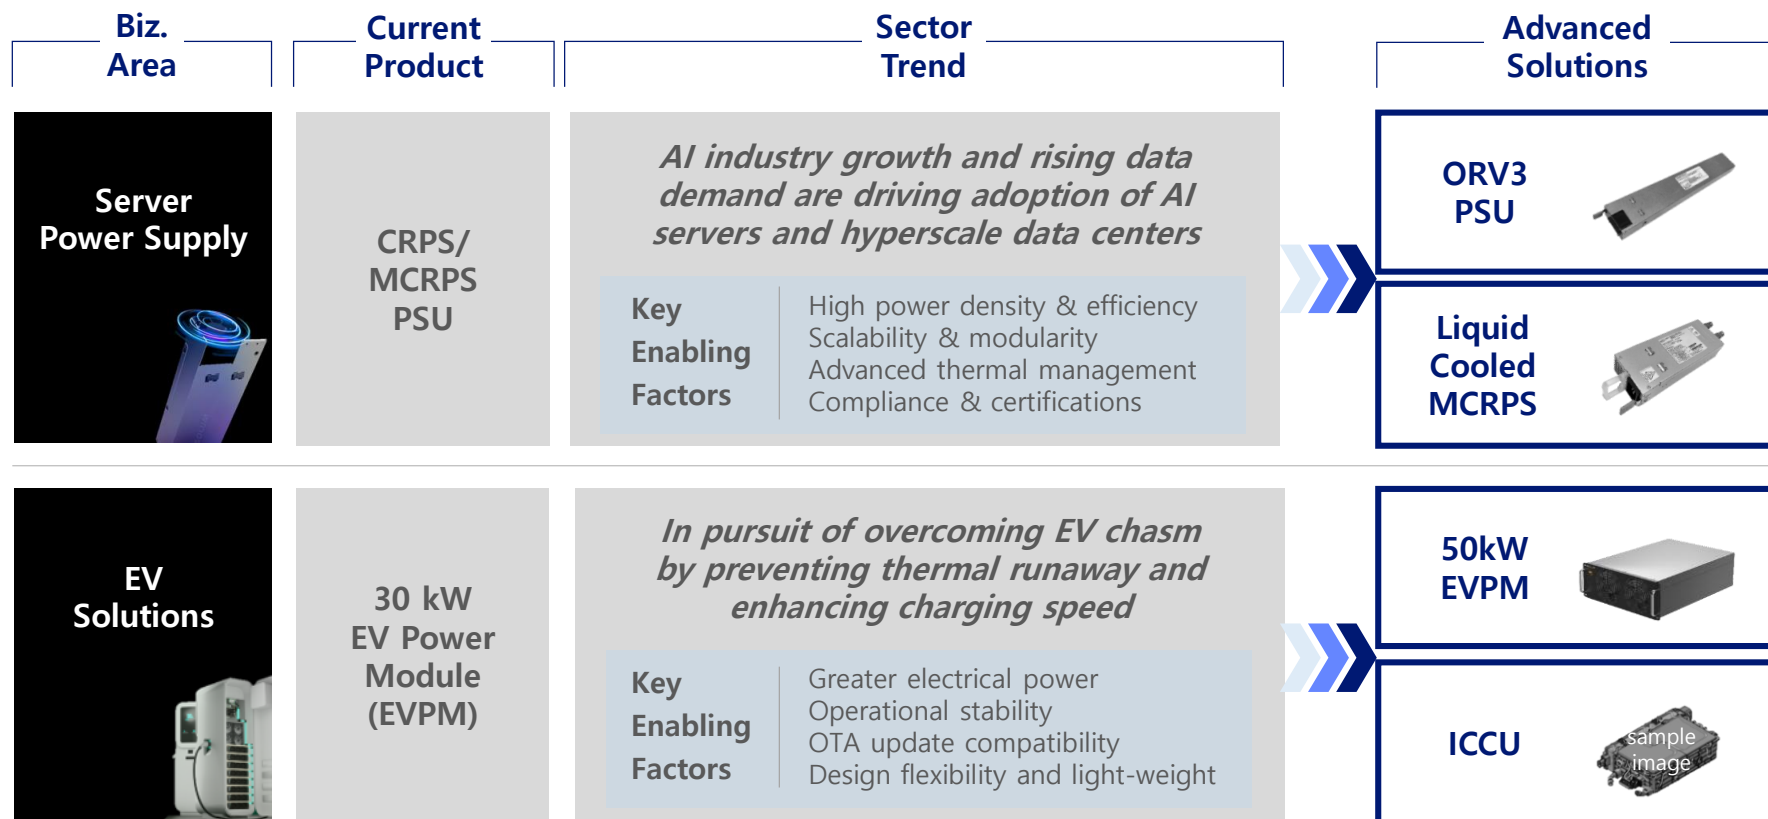 Biz.
Area
Current
Product
Sector
Trend
Advanced
Solutions
Server
Power Supply
CRPS/
MCRPS
PSU
AI industry growth and rising data
demand are driving adoption of AI
servers and hyperscale data centers
Key
Enabling
Factors
High power density & efficiency
Scalability & modularity
Advanced thermal management
Compliance & certifications
ORV3
PSU
Liquid
Cooled
MCRPS
EV
Solutions
30 kW
EV Power
Module
(EVPM)
In pursuit of overcoming EV chasm
by preventing thermal runaway and
enhancing charging speed
Key
Enabling
Factors
Greater electrical power
Operational stability
OTA update compatibility
Design flexibility and light-weight
50kW
EVPM
ICCU
sample
image